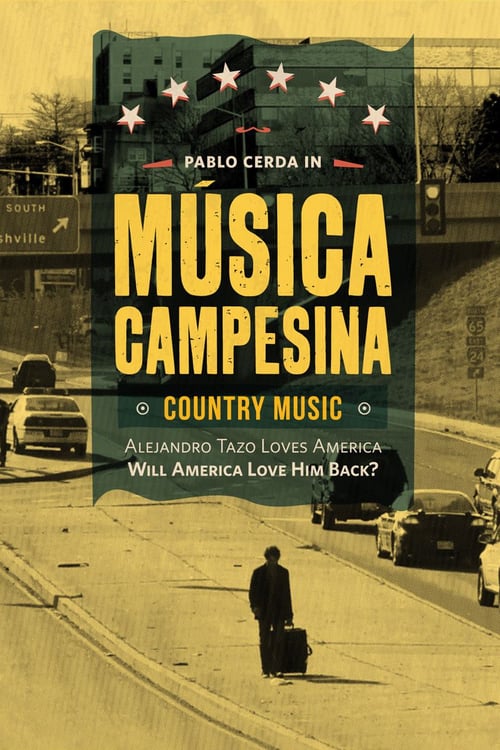 PABLO CERDA IN
SOUTH
shville
MÚSICA
CAMPESINA
COUNTRY MUSIC
ALEJANDRO TAZO LOVES AMERICA
WILL AMERICA LOVE HIM BACK?
65
24